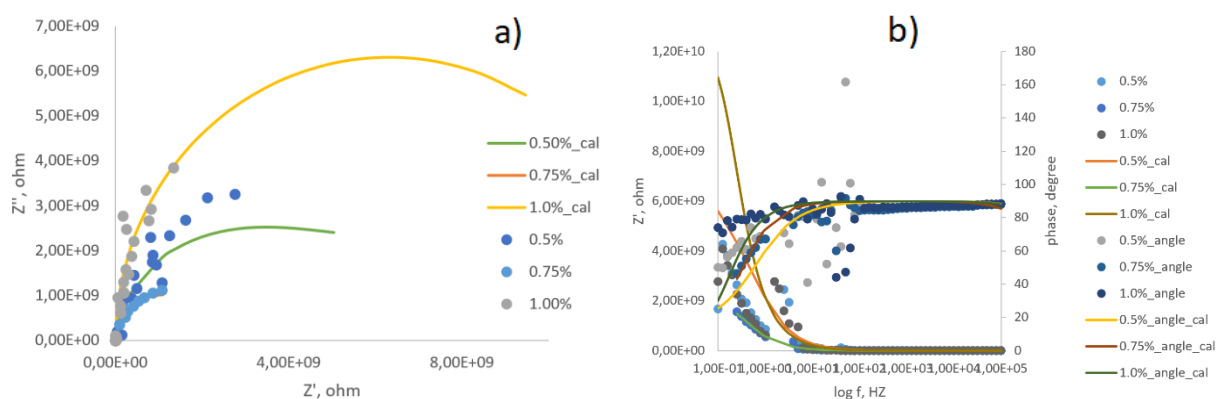 a)
7,00E+09
6,00E+09
5,00E+09
4,00E+09
3,00E+09
2,00E+09
1,00E+09
0,00E+00
Z", ohm
0,00E+00 4,00E+09 8,00E+09
Z', ohm
0.50%_cal
0.75%_cal
1.0%_cal
0.5%
0.75%
1.00%
b)
1,20E+10
1,00E+10
8,00E+09
6,00E+09
4,00E+09
2,00E+09
0,00E+00
Z', ohm
180
160
140
120
100
80
60
40
20
0
phase, degree
1,00E-01 1,00E+00 1,00E+01 1,00E+02 1,00E+03 1,00E+04 1,00E+05
log f, HZ
0.5%
0.75%
1.0%
0.5%_cal
0.75%_cal
1.0%_cal
0.5%_angle
0.75%_angle
1.0%_angle
0.5%_angle_cal
0.75%_angle_cal
1.0%_angle_cal